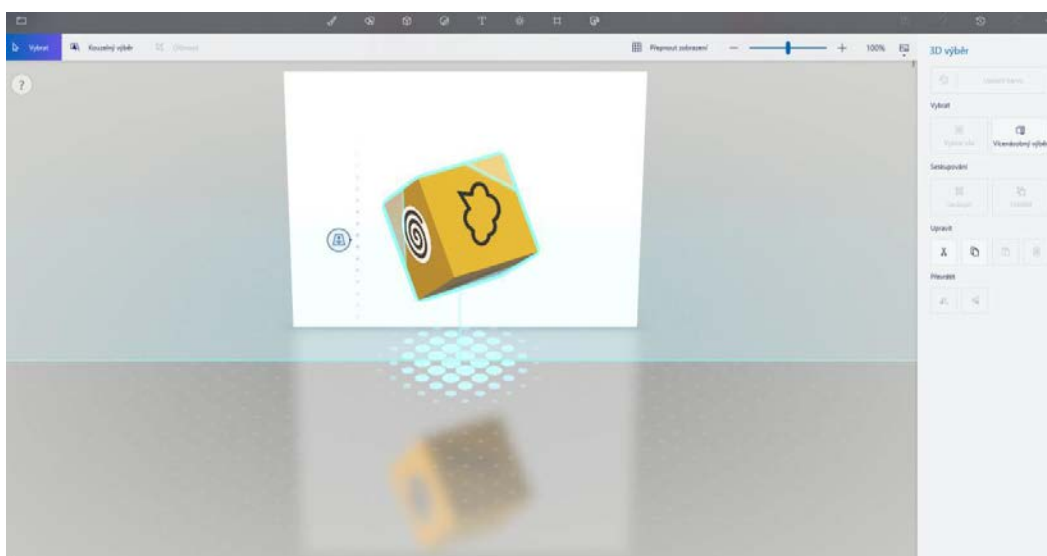 Vybrat
Kouzelný výběr
Přepnout zobrazení
100%
3D výběr
?
Vybrat
Vícenásobný výběr
Seskupování
Upravit
Převrátit